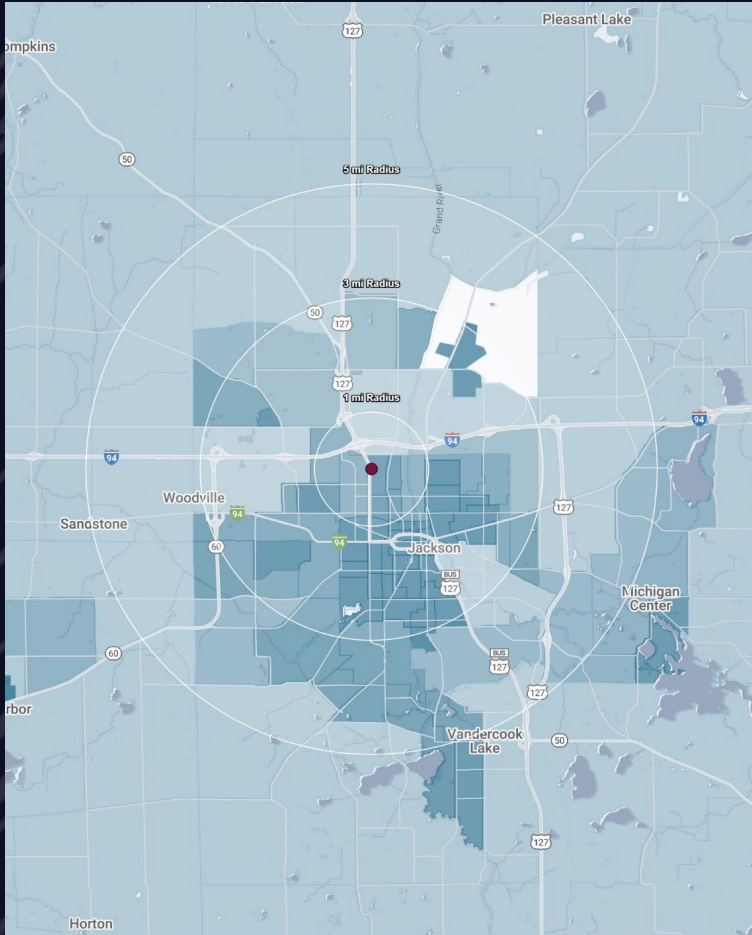 Pleasant Lake
127
ompkins
50
5 mi Radius
Grand River
3 mi Radius
50
127
127
1 mi Radius
94
94
94
Woodville
94
127
Sandstone
94
60
Jackson
BUS
127
Michigan
Center
60
BUS
127
127
rbor
Vandercook
Lake
50
127
Horton